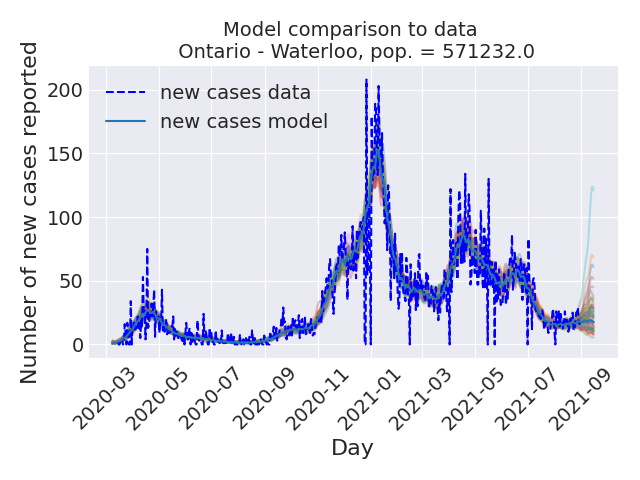 Model comparison to data
Ontario - Waterloo, pop. = 571232.0
Number of new cases reported
200
150
100
50
0
new cases data
new cases model
2020-03
2020-05
2020-07
2020-09
2020-11
2021-01
2021-03
2021-05
2021-07
2021-09
Day